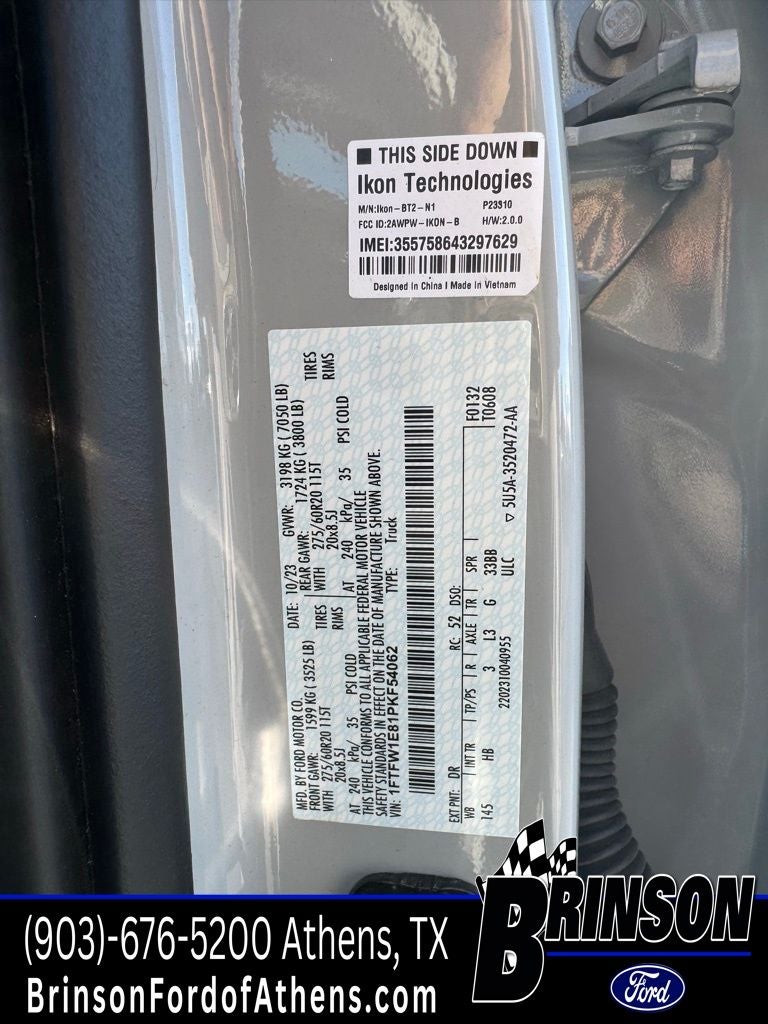 THIS SIDE DOWN
Ikon Technologies
M/N:Ikon-BT2-N1 P23310
FCC ID:2AWPW-IKON-B H/W:2.0.0
IMEI:355758643297629
Designed in China | Made in Vietnam
MFD. BY FORD MOTOR CO.
DATE: 10/23 GVWR: 3198 KG ( 7050 LB)
FRONT GAWR: 1599 KG ( 3525 LB) REAR GAWR: 1724 KG ( 3800 LB)
WITH 275/60R20 115T TIRES WITH 275/60R20 115T TIRES
20x8.5J RIMS 20x8.5J RIMS
AT 240 kPa/ 35 PSI COLD AT 240 kPa/ 35 PSI COLD
THIS VEHICLE CONFORMS TO ALL APPLICABLE FEDERAL MOTOR VEHICLE
SAFETY STANDARDS IN EFFECT ON THE DATE OF MANUFACTURE SHOWN ABOVE.
VIN: 1FTFW1E81PKF54062 TYPE: Truck
EXT PNT: DR RC: 52 DSO: F0132
WB INT TR TP/PS R AXLE TR SPR T0608
145 HB 3 L3 G 33BB
ULC
2202310040955
▽ 5U5A-3520472-AA
(903)-676-5200 Athens, TX
BrinsonFordofAthens.com
BRINSON
Ford